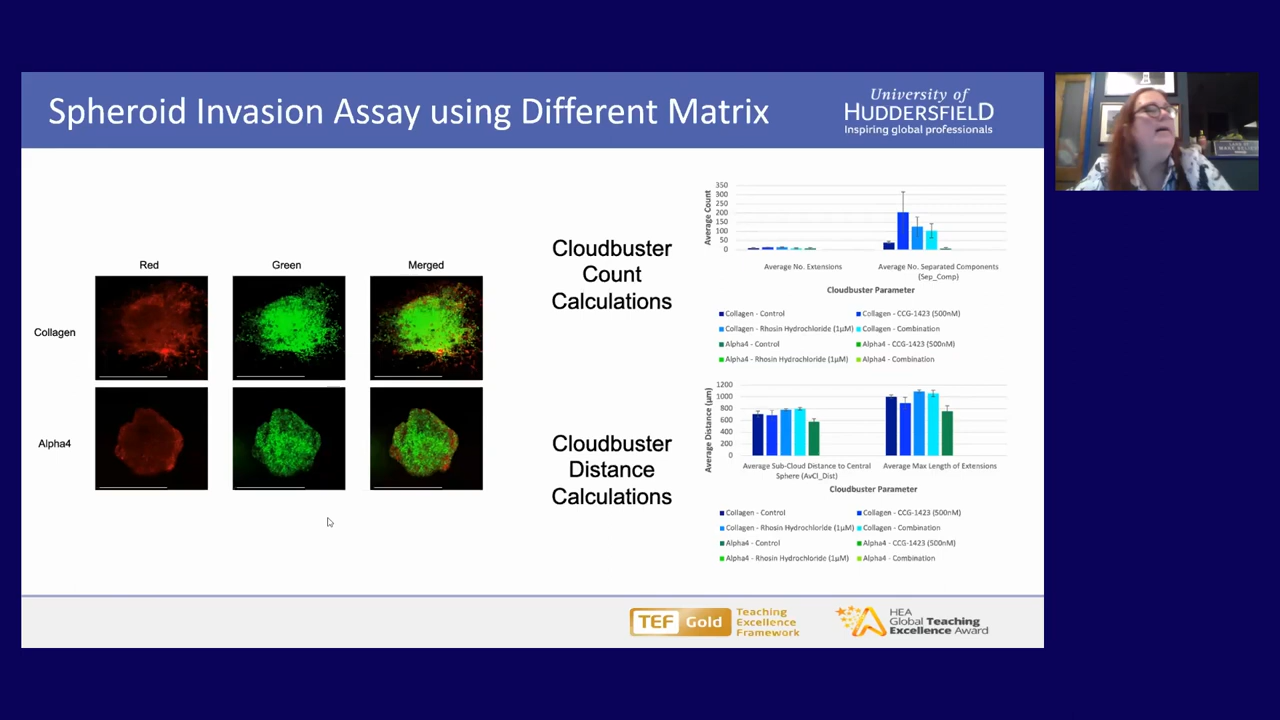 Spheroid Invasion Assay using Different Matrix
University of
HUDDERSFIELD
Inspiring global professionals
Red
Green
Merged
Collagen
Alpha4
Cloudbuster
Count
Calculations
Average Count
350
300
250
200
150
100
50
0
Average No. Extensions
Average No. Separated Components
(Sep_Comp)
Cloudbuster Parameter
Collagen - Control
Collagen - CCG-1423 (500nM)
Collagen - Rhosin Hydrochloride (1µM)
Collagen - Combination
Alpha4 - Control
Alpha4 - CCG-1423 (500nM)
Alpha4 - Rhosin Hydrochloride (1µM)
Alpha4 - Combination
Cloudbuster
Distance
Calculations
Average Distance (µm)
1200
1000
800
600
400
200
0
Average Sub-Cloud Distance to Central
Sphere (AvCl_Dist)
Average Max Length of Extensions
Cloudbuster Parameter
Collagen - Control
Collagen - CCG-1423 (500nM)
Collagen - Rhosin Hydrochloride (1µM)
Collagen - Combination
Alpha4 - Control
Alpha4 - CCG-1423 (500nM)
Alpha4 - Rhosin Hydrochloride (1µM)
Alpha4 - Combination
TEF Gold
Teaching
Excellence
Framework
HEA
Global Teaching
Excellence Award